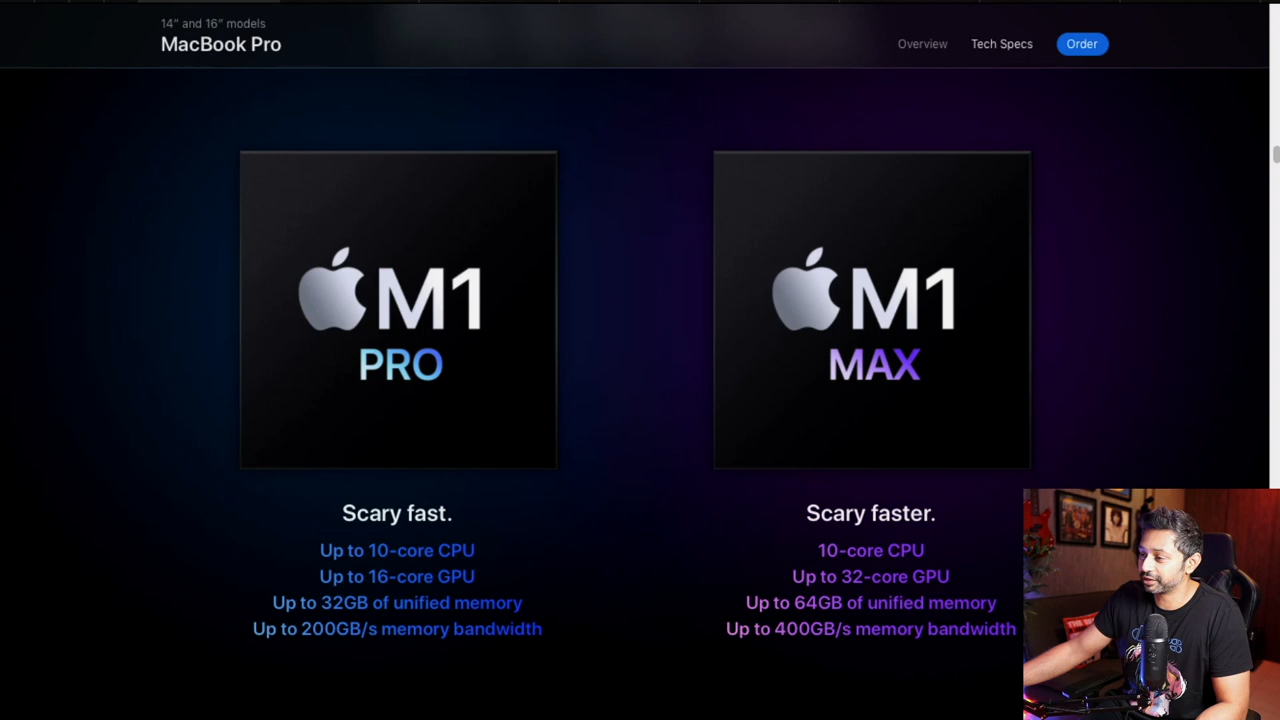 14” and 16” models
MacBook Pro
Overview
Tech Specs
Order
M1
PRO
Scary fast.
Up to 10-core CPU
Up to 16-core GPU
Up to 32GB of unified memory
Up to 200GB/s memory bandwidth
M1
MAX
Scary faster.
10-core CPU
Up to 32-core GPU
Up to 64GB of unified memory
Up to 400GB/s memory bandwidth